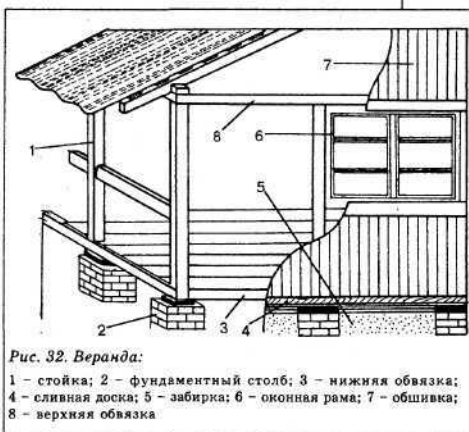 7
8
6
1
5
2
3
4
Рис. 32. Веранда:
1 – стойка; 2 – фундаментный столб; 3 – нижняя обвязка;
4 – сливная доска; 5 – забирка; 6 – оконная рама; 7 – обшивка;
8 – верхняя обвязка